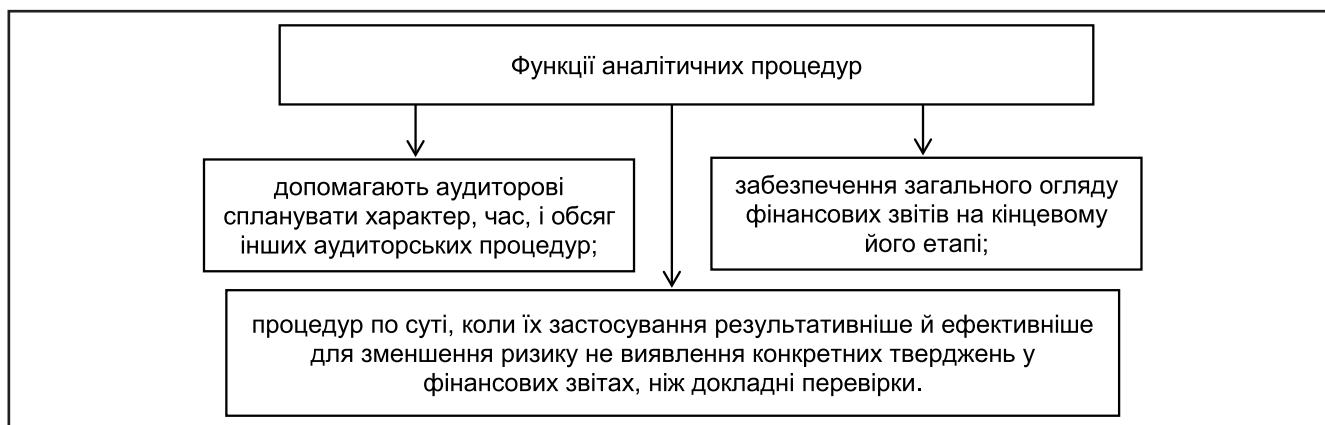 Функції аналітичних процедур
допомагають аудиторові
спланувати характер, час, і обсяг
інших аудиторських процедур;
забезпечення загального огляду
фінансових звітів на кінцевому
його етапі;
процедур по суті, коли їх застосування результативніше й ефективніше
для зменшення ризику не виявлення конкретних тверджень у
фінансових звітах, ніж докладні перевірки.